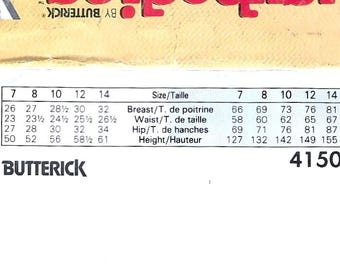 BY BUTTERICK
7 8 10 12 14 Size/Taille 7 8 10 12 14
26 27 28½ 30 32 Breast/T. de poitrine 66 69 73 76 81
23 23½ 24½ 25½ 26½ Waist/T. de taille 58 60 62 65 67
27 28 30 32 34 Hip/T. de hanches 69 71 76 81 87
50 52 56 58½ 61 Height/Hauteur 127 132 142 149 155
BUTTERICK 4150